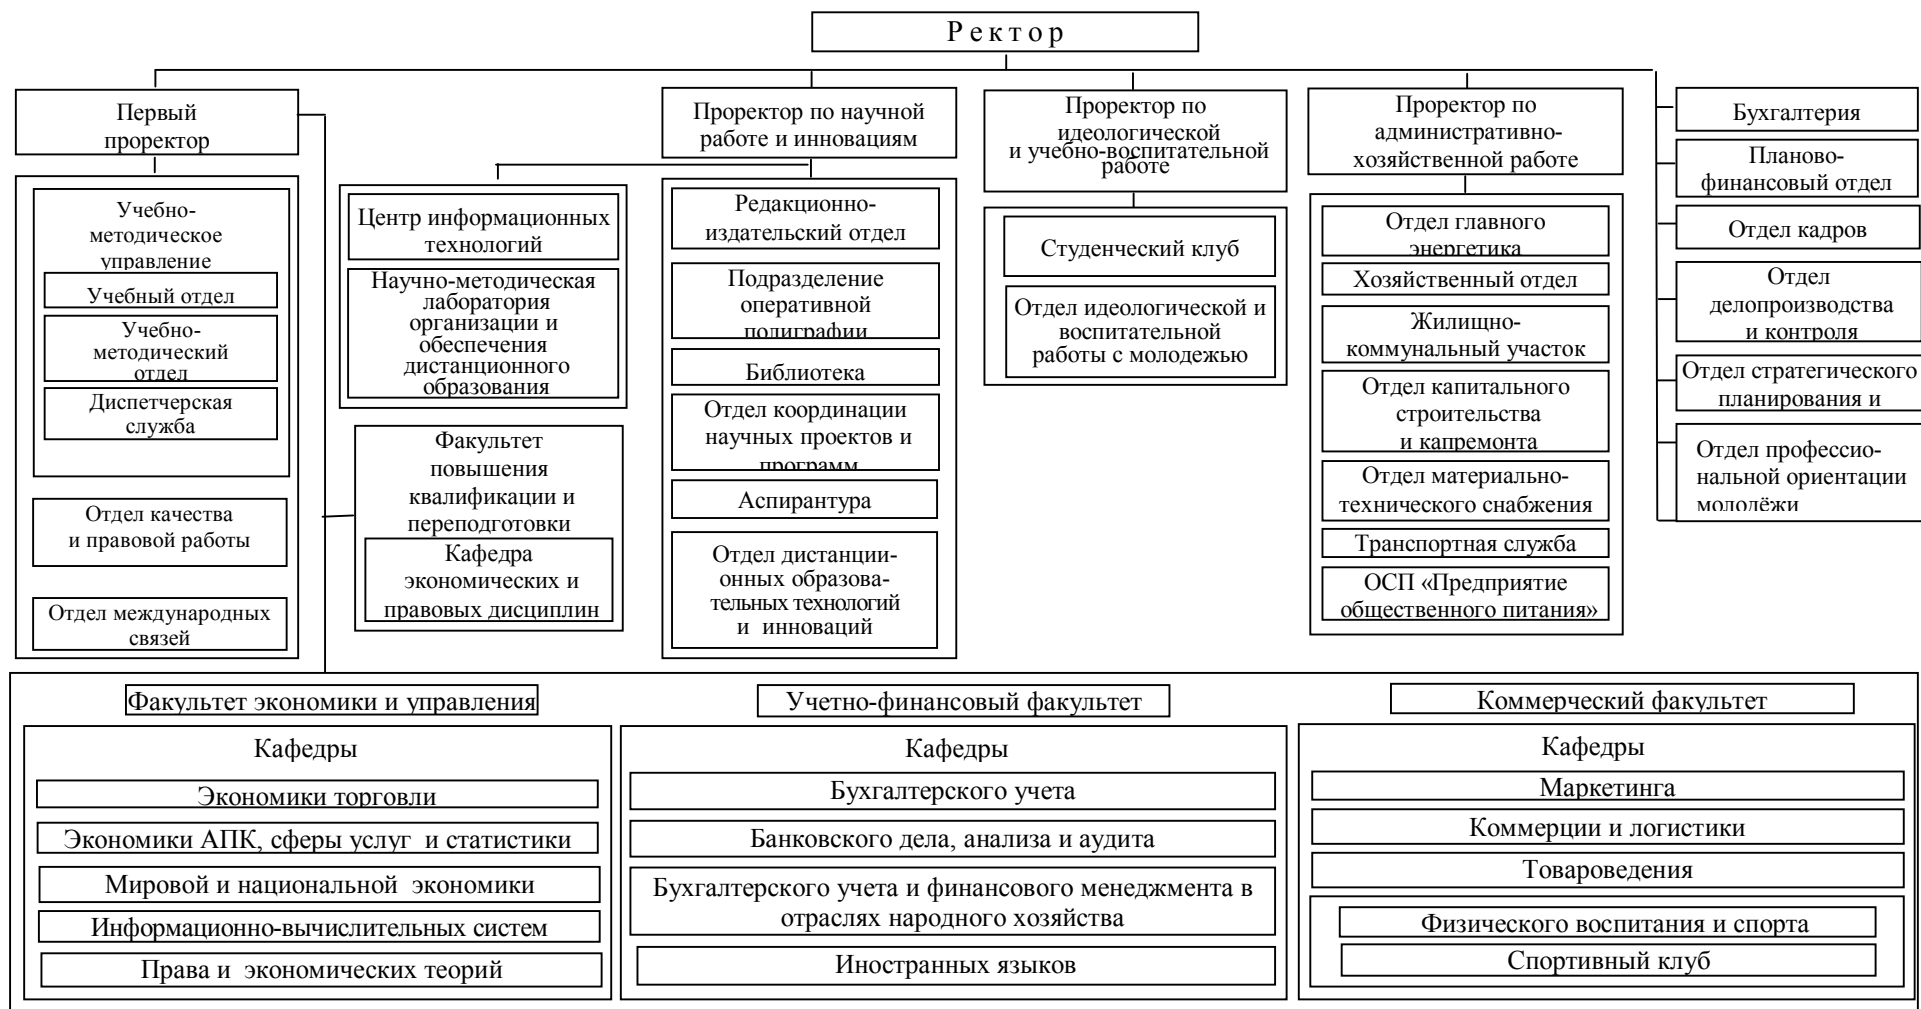 Ректор
Первый
проректор
Проректор по научной
работе и инновациям
Проректор по
идеологической
и учебно-воспитательной
работе
Проректор по
административно-
хозяйственной работе
Бухгалтерия
Планово-
финансовый отдел
Отдел кадров
Отдел
делопроизводства
и контроля
Отдел стратегического
планирования и
Отдел профессио-
нальной ориентации
молодёжи
Учебно-
методическое
управление
Учебный отдел
Учебно-
методический
отдел
Диспетчерская
служба
Отдел качества
и правовой работы
Отдел международных
связей
Центр информационных
технологий
Научно-методическая
лаборатория
организации и
обеспечения
дистанционного
образования
Факультет
повышения
квалификации и
переподготовки
Кафедра
экономических и
правовых дисциплин
Редакционно-
издательский отдел
Подразделение
оперативной
полиграфии
Библиотека
Отдел координации
научных проектов и
программ
Аспирантура
Отдел дистанци-
онных образова-
тельных технологий
и инноваций
Студенческий клуб
Отдел идеологической и
воспитательной
работы с молодежью
Отдел главного
энергетика
Хозяйственный отдел
Жилищно-
коммунальный участок
Отдел капитального
строительства
и капремонта
Отдел материально-
технического снабжения
Транспортная служба
ОСП «Предприятие
общественного питания»
Факультет экономики и управления
Кафедры
Экономики торговли
Экономики АПК, сферы услуг и статистики
Мировой и национальной экономики
Информационно-вычислительных систем
Права и экономических теорий
Учетно-финансовый факультет
Кафедры
Бухгалтерского учета
Банковского дела, анализа и аудита
Бухгалтерского учета и финансового менеджмента в
отраслях народного хозяйства
Иностранных языков
Коммерческий факультет
Кафедры
Маркетинга
Коммерции и логистики
Товароведения
Физического воспитания и спорта
Спортивный клуб